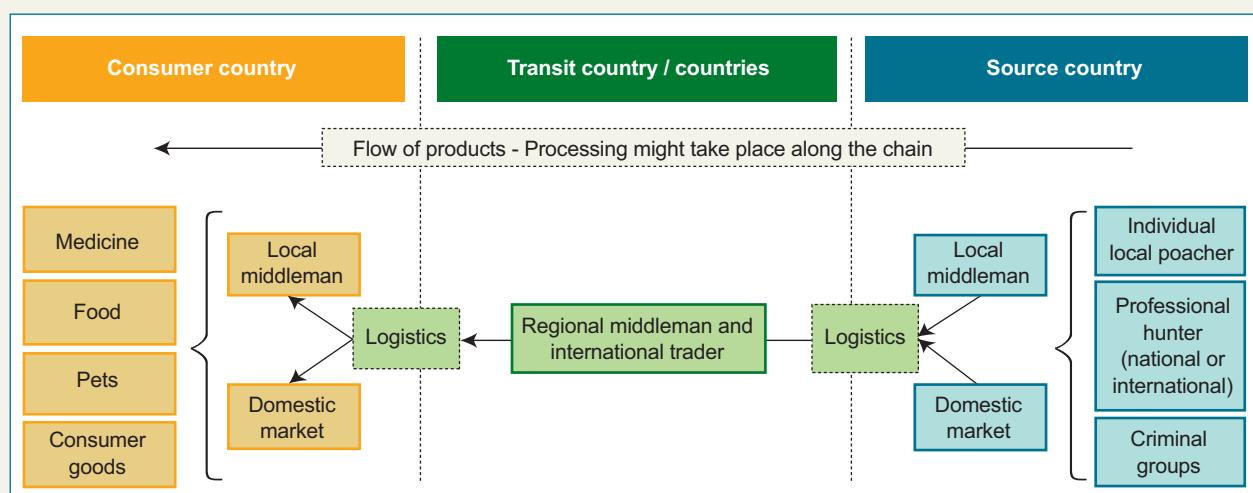 Consumer country
Transit country / countries
Source country
Flow of products - Processing might take place along the chain
Medicine
Food
Pets
Consumer
goods
Local
middleman
Domestic
market
Logistics
Regional middleman and
international trader
Logistics
Local
middleman
Domestic
market
Individual
local poacher
Professional
hunter
(national or
international)
Criminal
groups